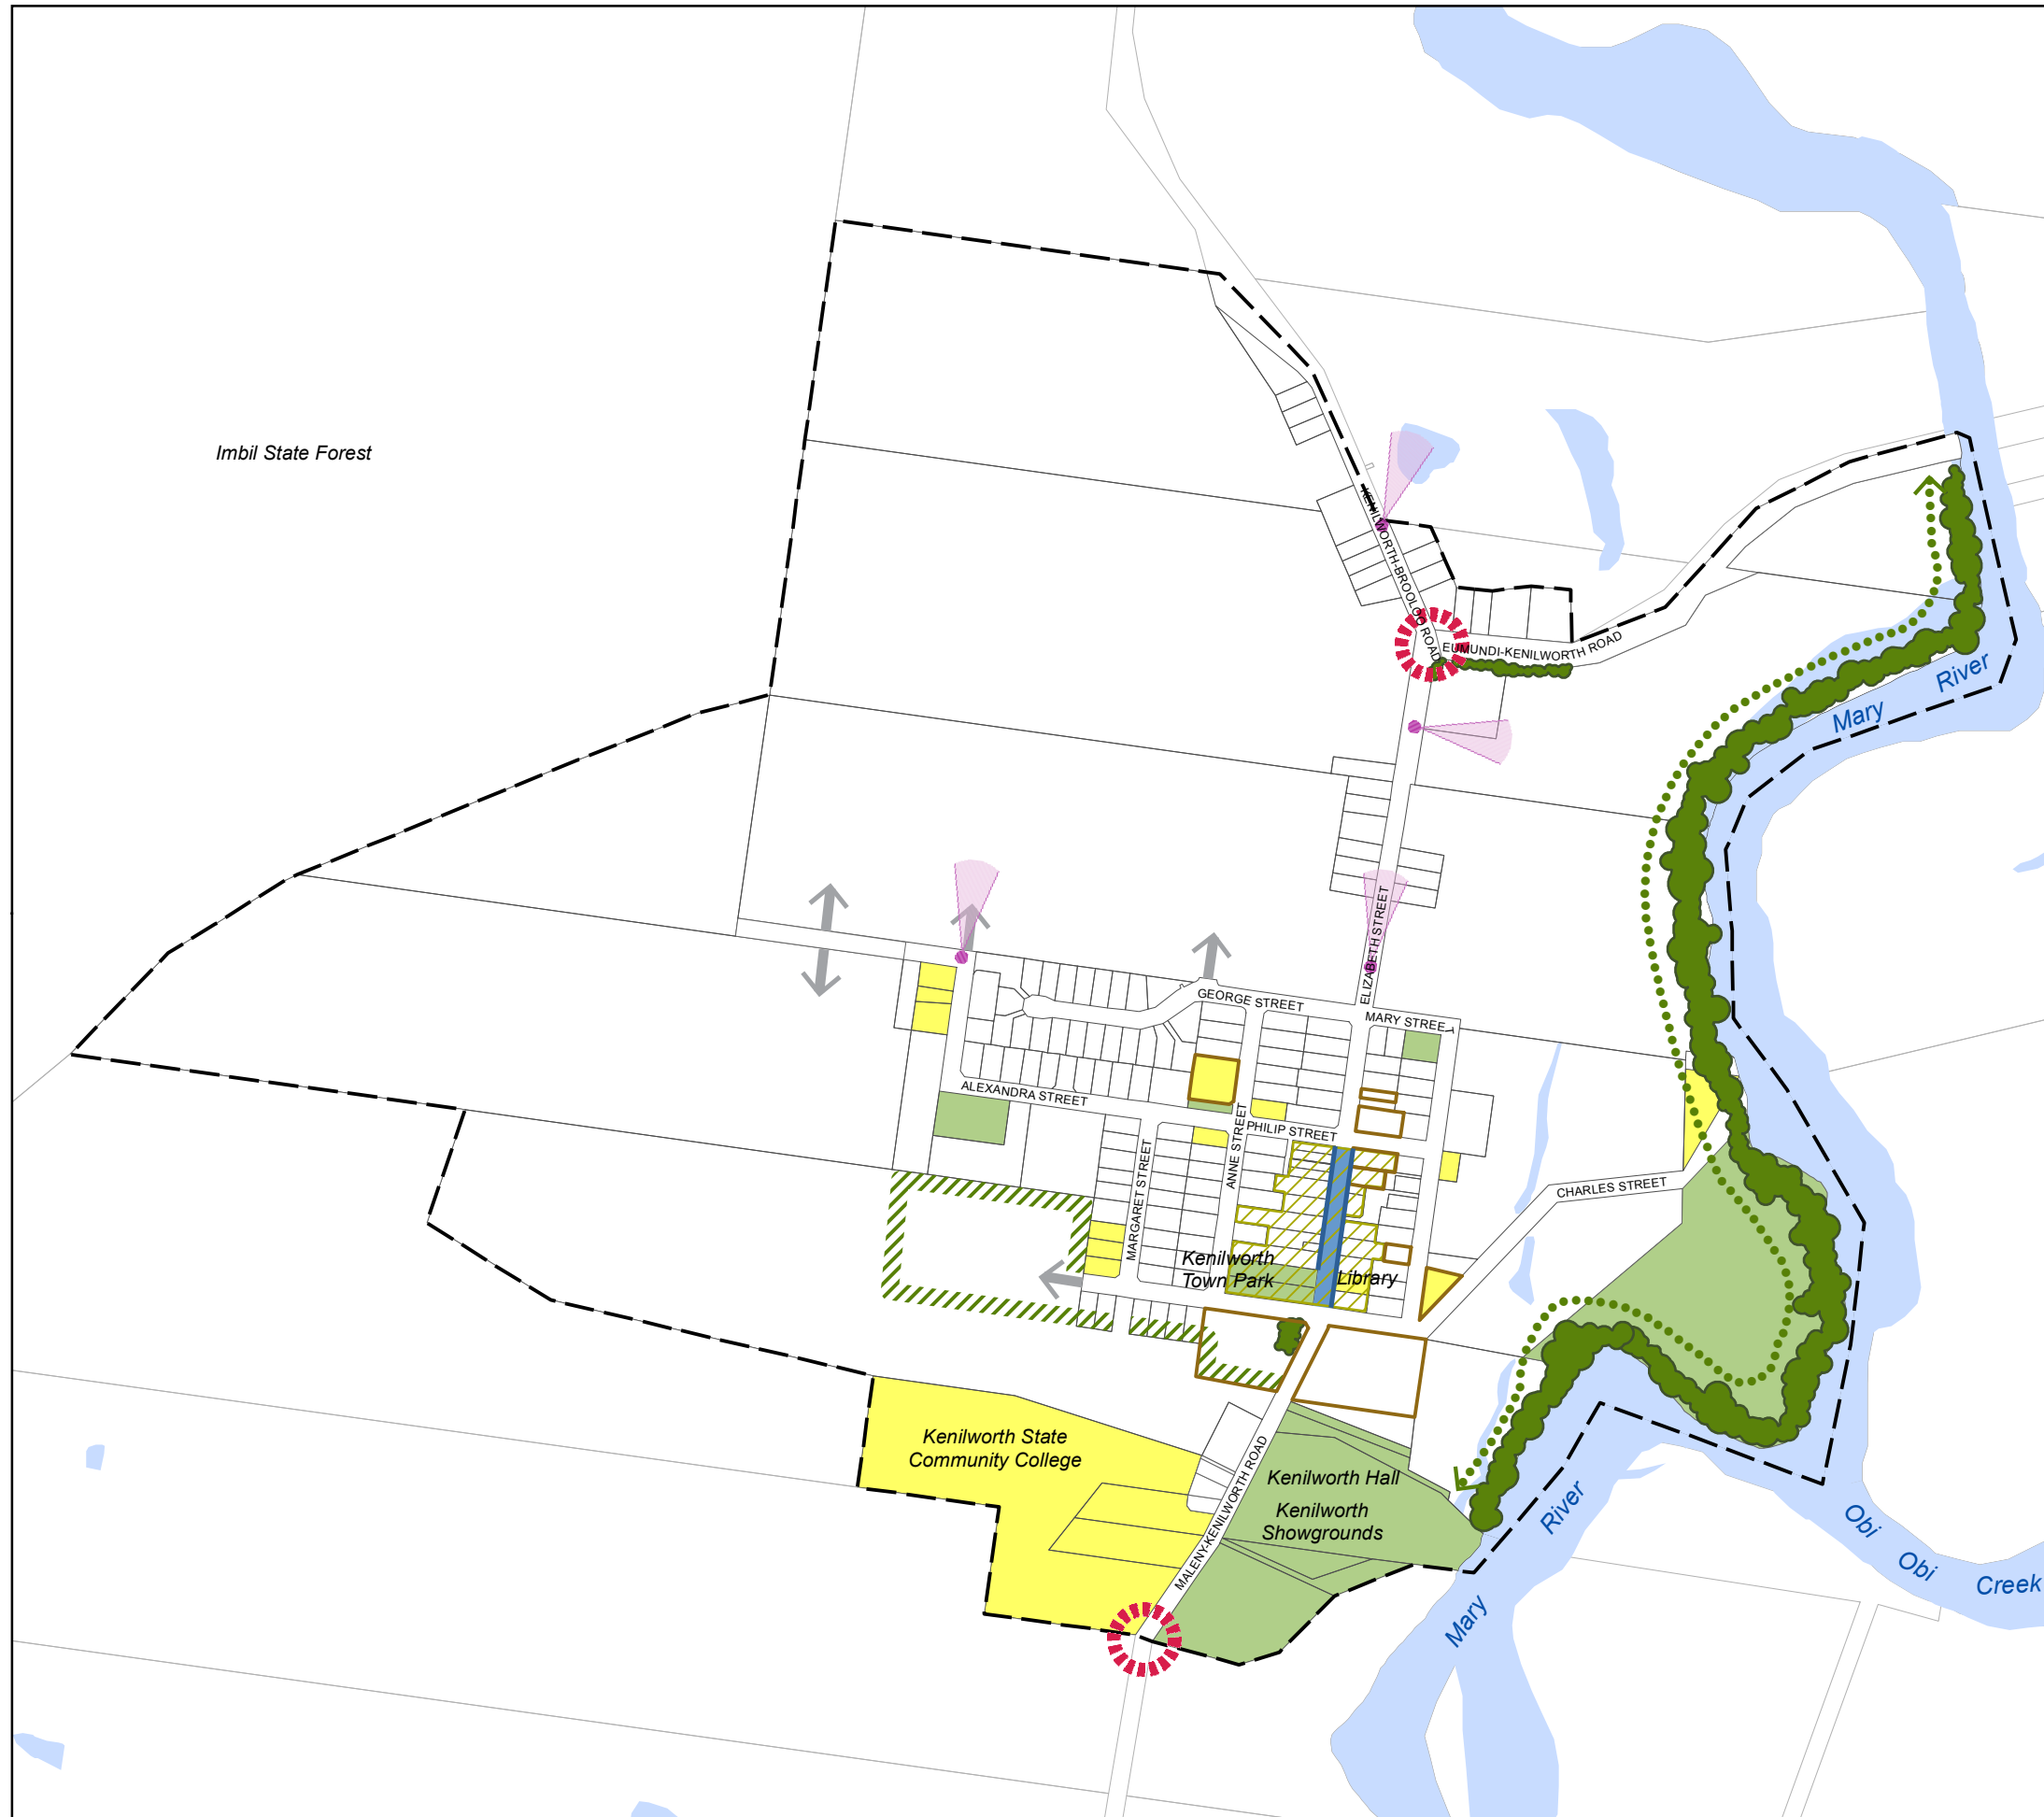 Imbil State Forest
KENILWORTH-BROOLOO ROAD
EUMUNDI-KENILWORTH ROAD
River
Mary
ELIZABETH STREET
GEORGE STREET
MARY STREET
ALEXANDRA STREET
PHILIP STREET
ANNE STREET
MARGARET STREET
CHARLES STREET
Kenilworth
Town Park
Library
Kenilworth State
Community College
MALENY-KENILWORTH ROAD
Kenilworth Hall
Kenilworth
Showgrounds
River
Mary
Obi
Obi
Creek